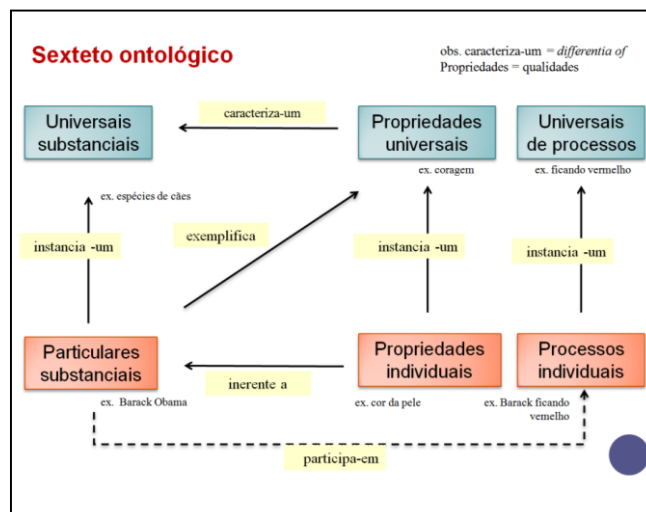 Sexteto ontológico
obs. caracteriza-um = differentia of
Propriedades = qualidades
Universais
substanciais
caracteriza-um
Propriedades
universais
Universais
de processos
ex. espécies de cães
ex. coragem
ex. ficando vermelho
instancia -um
exemplifica
instancia -um
instancia -um
Particulares
substanciais
inerente a
Propriedades
individuais
Processos
individuais
ex. Barack Obama
ex. cor da pele
ex. Barack ficando
vemelho
participa-em